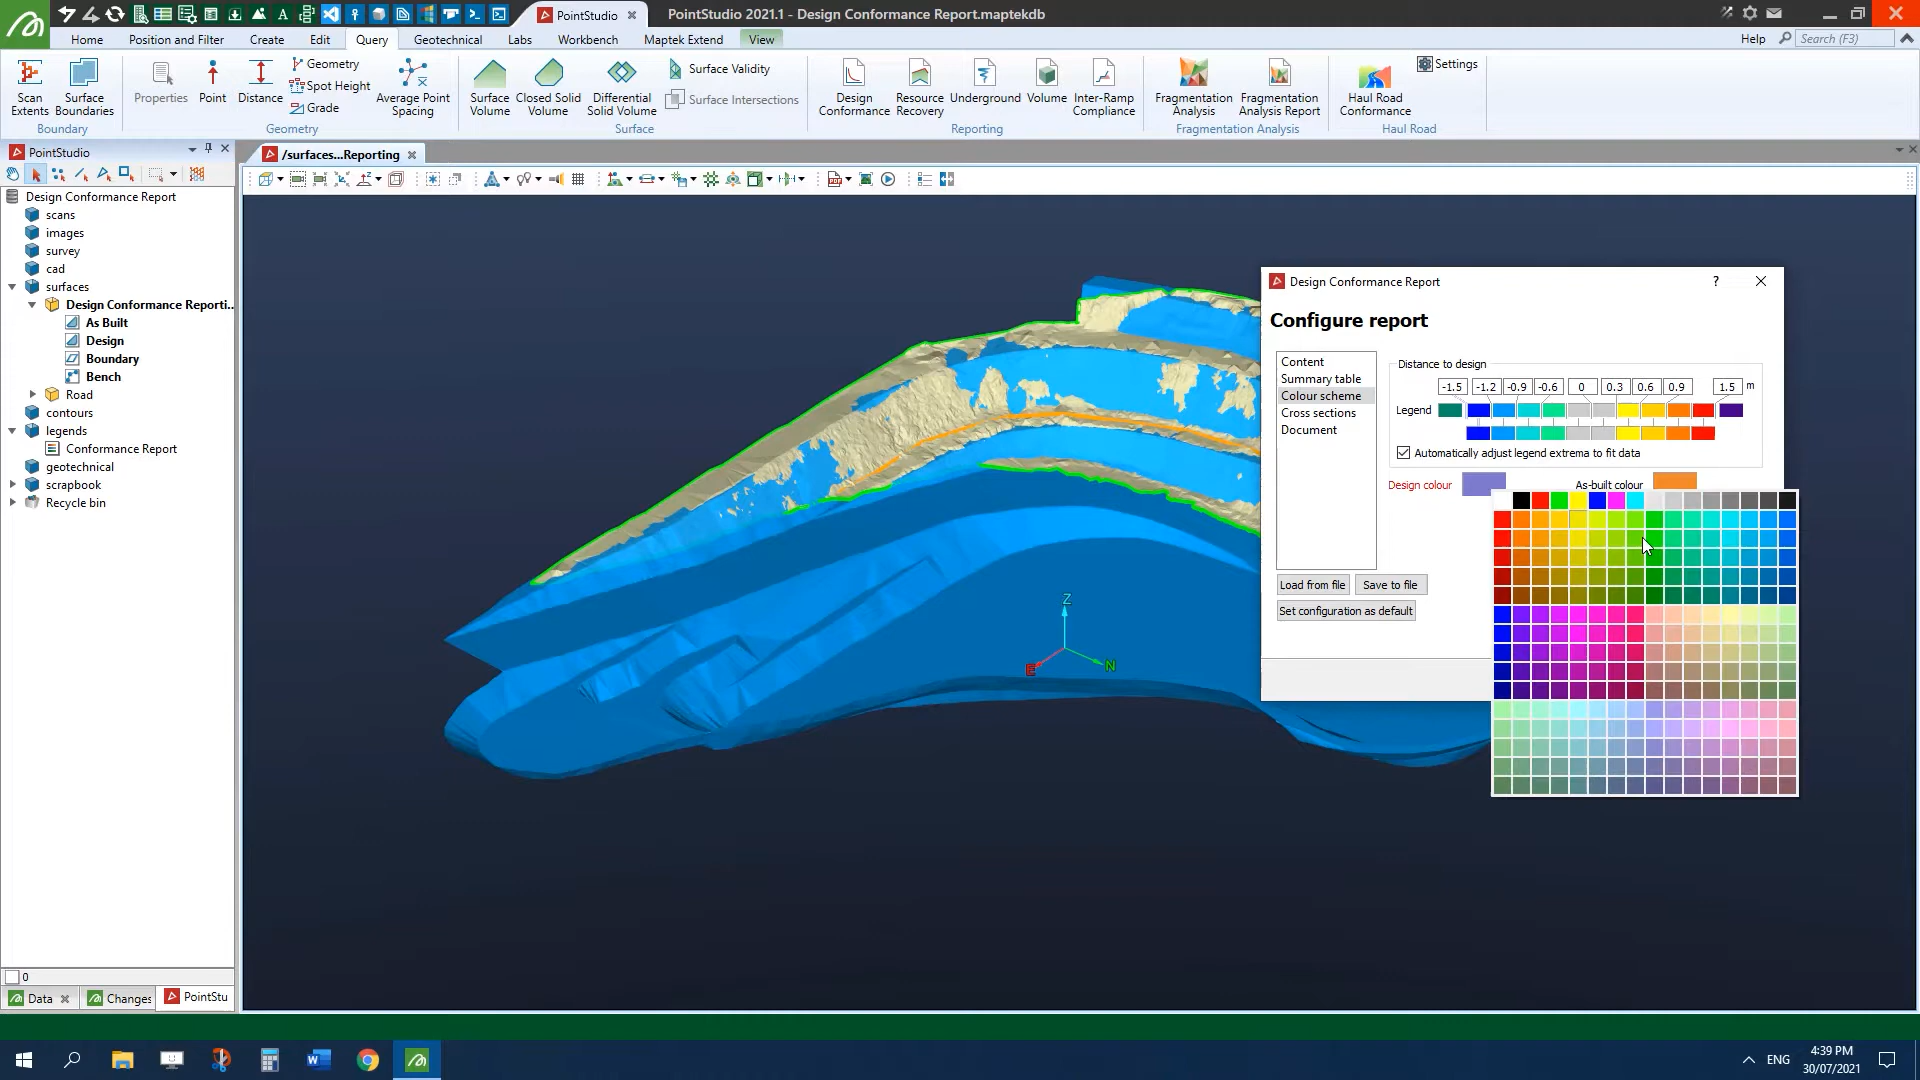 PointStudio
PointStudio 2021.1 - Design Conformance Report.maptekdb
Home
Position and Filter
Create
Edit
Query
Geotechnical
Labs
Workbench
Maptek Extend
View
Help
Search (F3)
Scan Extents
Surface Boundaries
Boundary
Properties
Point
Distance
Geometry
Spot Height
Grade
Average Point Spacing
Geometry
Surface Volume
Closed Solid Volume
Differential Solid Volume
Surface Validity
Surface Intersections
Surface
Design Conformance
Resource Recovery
Underground
Volume
Inter-Ramp Compliance
Reporting
Fragmentation Analysis
Fragmentation Analysis Report
Fragmentation Analysis
Haul Road Conformance
Settings
Haul Road
PointStudio
/surfaces...Reporting
Design Conformance Report
scans
images
survey
cad
surfaces
Design Conformance Reporti..
As Built
Design
Boundary
Bench
Road
contours
legends
Conformance Report
geotechnical
scrapbook
Recycle bin
0
Data
Changes
PointStu
Z
E
N
Design Conformance Report
?
Configure report
Content
Summary table
Colour scheme
Cross sections
Document
Distance to design
-1.5 -1.2 -0.9 -0.6 0 0.3 0.6 0.9 1.5 m
Legend
Automatically adjust legend extrema to fit data
Design colour
As-built colour
Load from file
Save to file
Set configuration as default
ENG
4:39 PM
30/07/2021